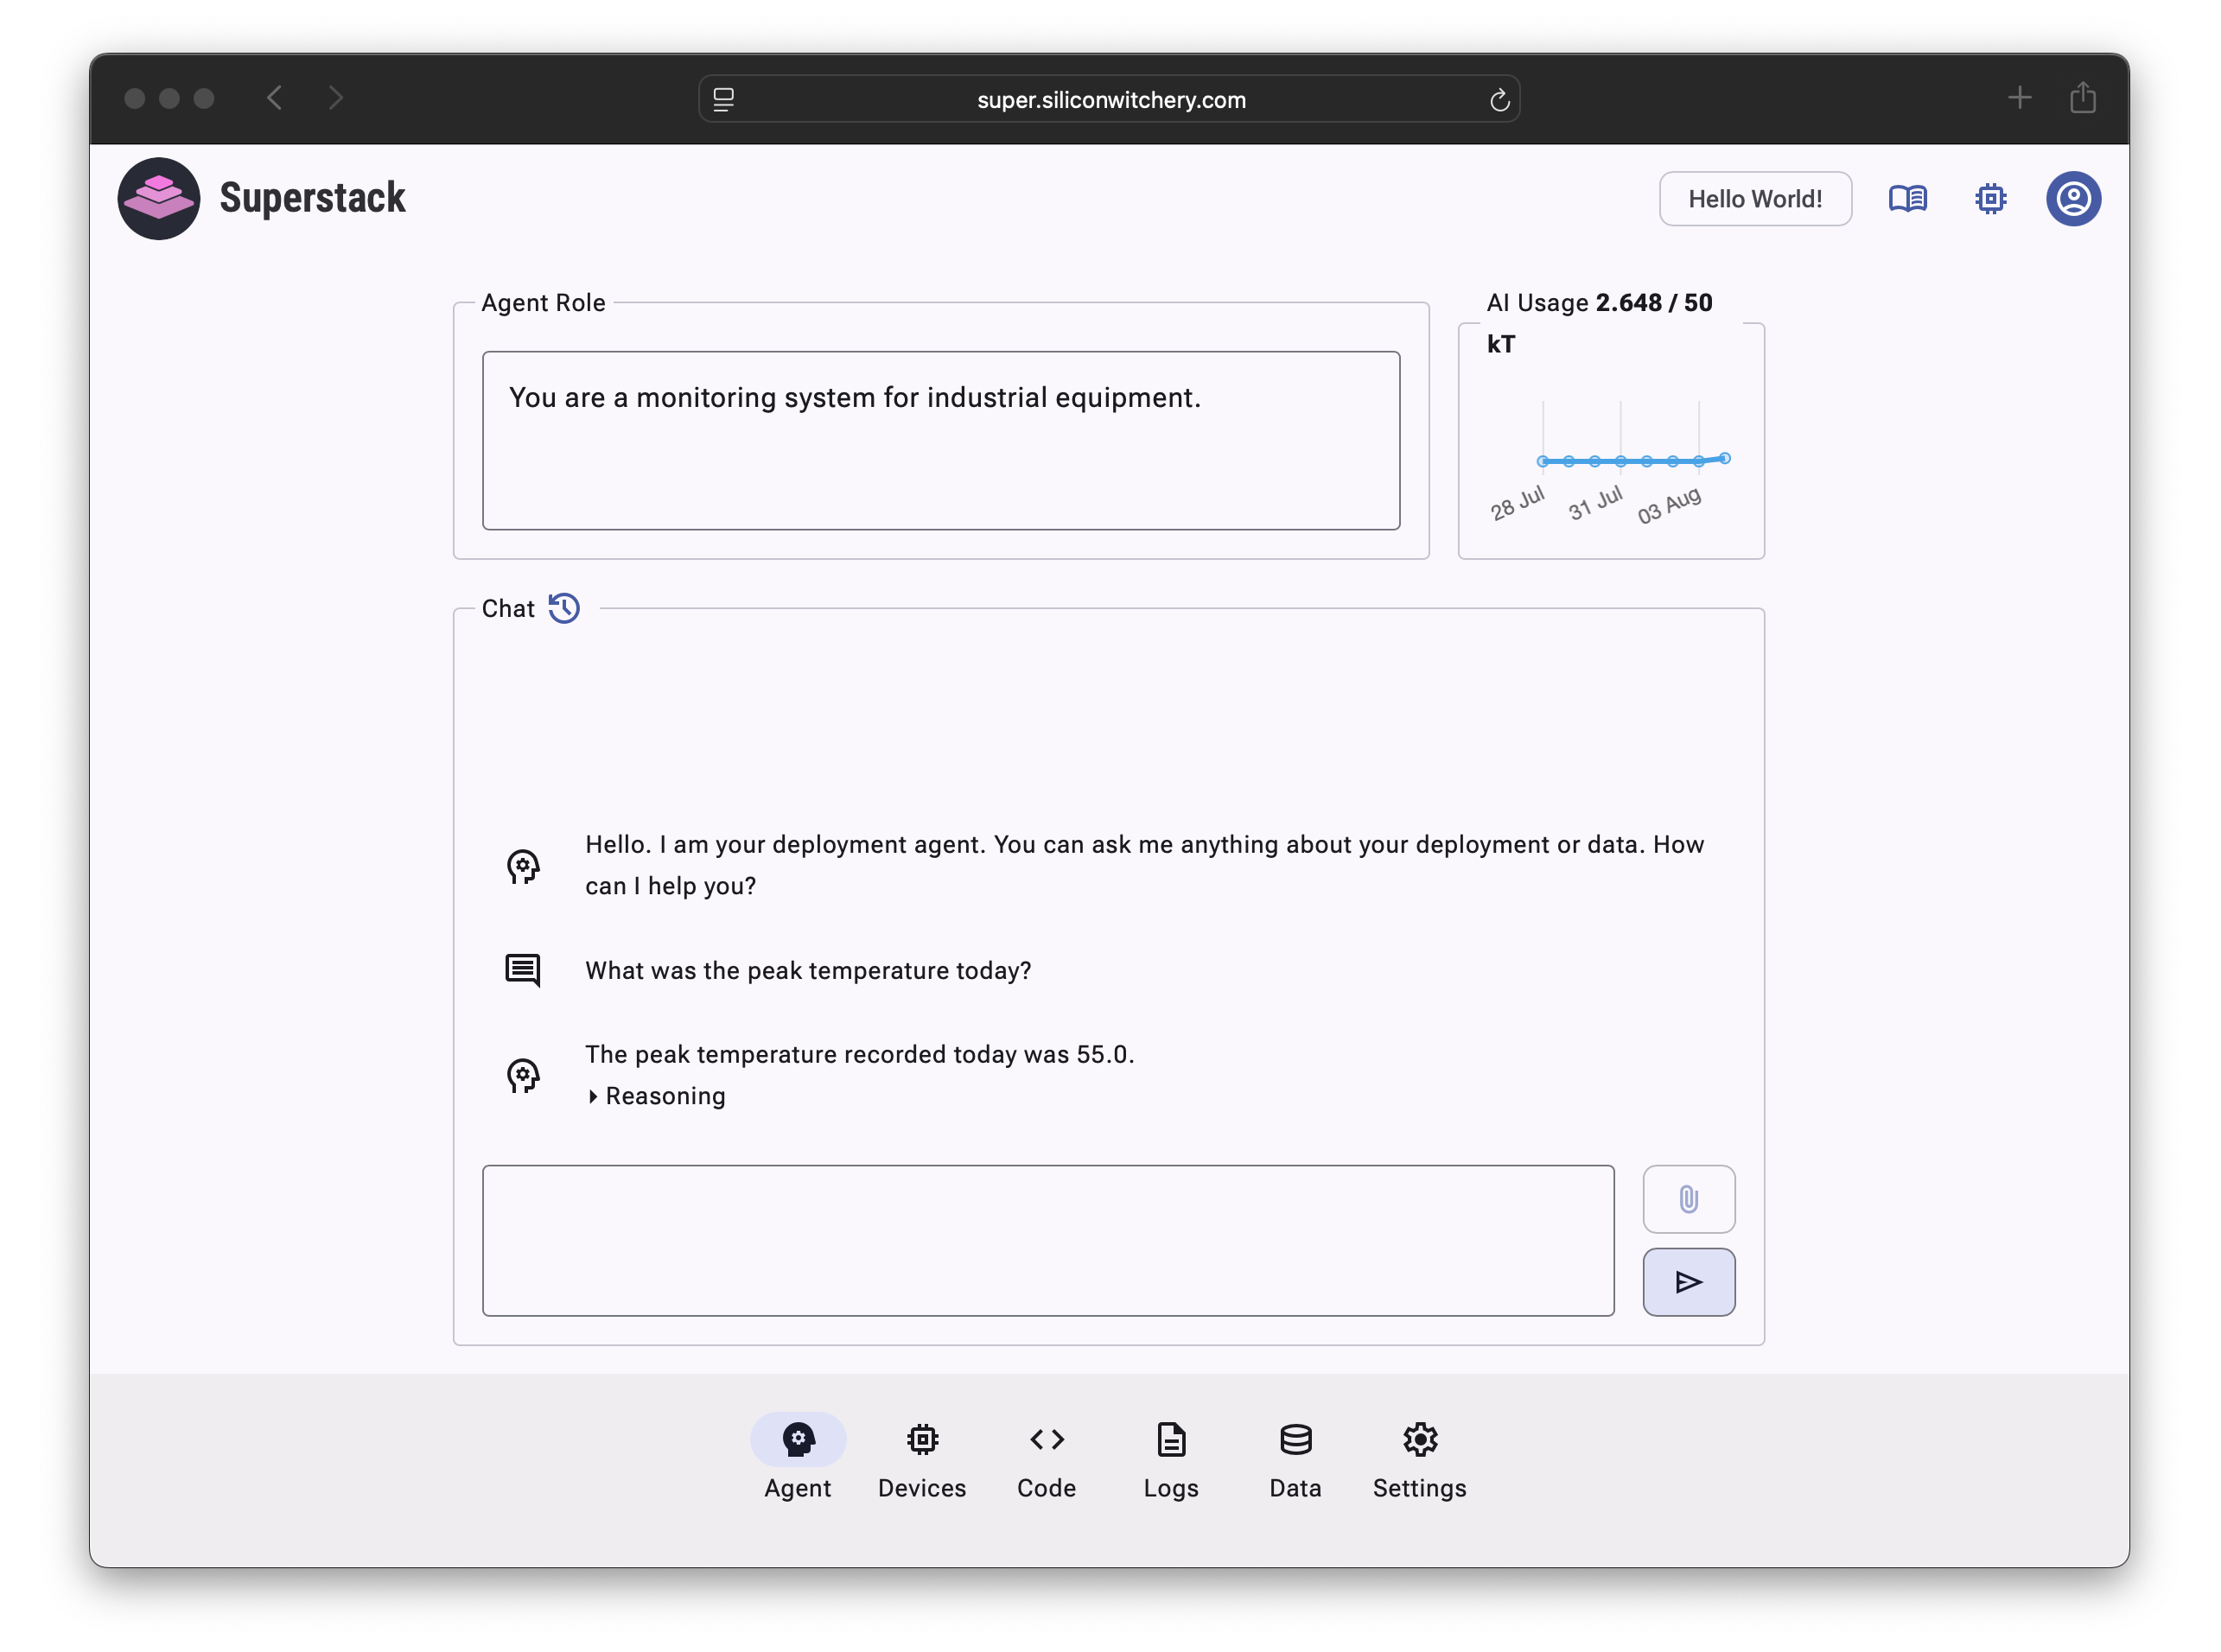 super.siliconwitchery.com
Superstack
Hello World!
Agent Role
You are a monitoring system for industrial equipment.
AI Usage 2.648 / 50
kT
28 Jul
31 Jul
03 Aug
Chat
Hello. I am your deployment agent. You can ask me anything about your deployment or data. How
can I help you?
What was the peak temperature today?
The peak temperature recorded today was 55.0.
Reasoning
Agent
Devices
Code
Logs
Data
Settings